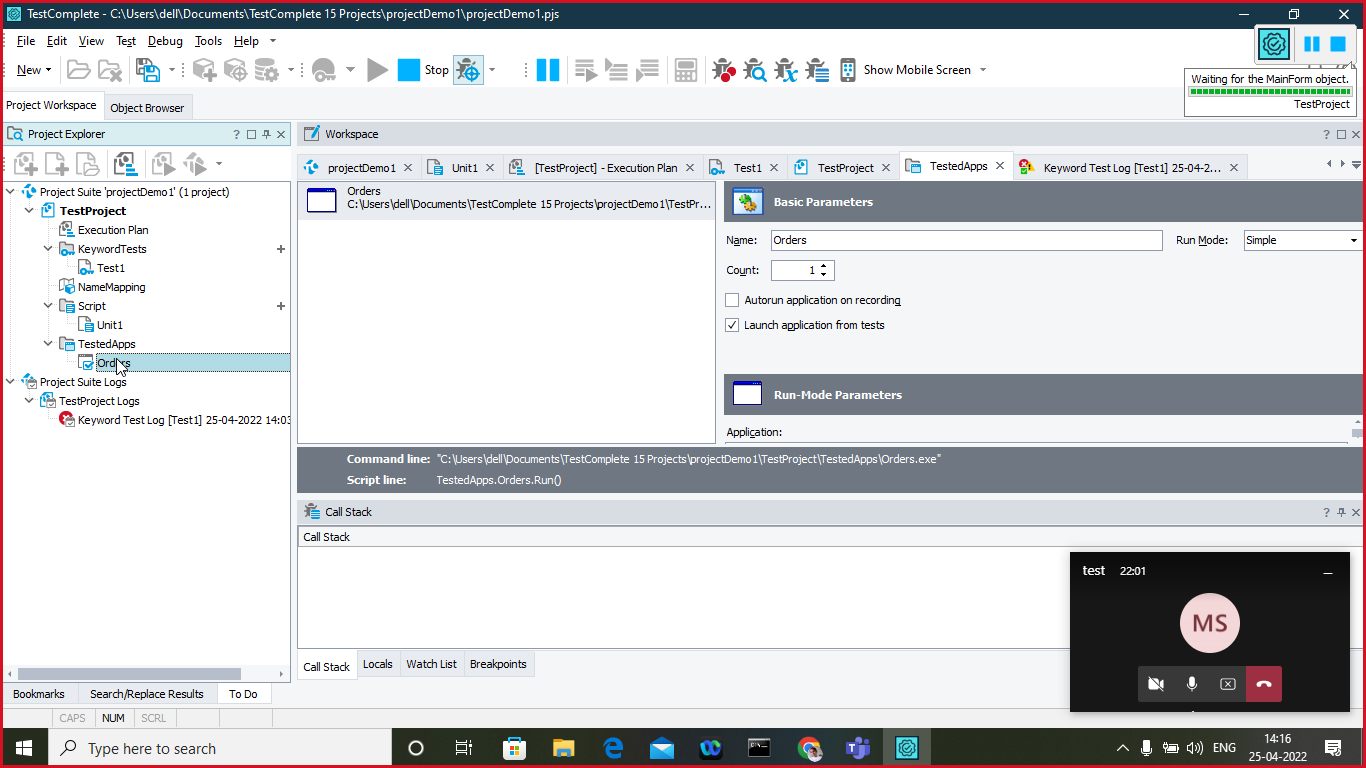 TestComplete - C:\Users\dell\Documents\TestComplete 15 Projects\projectDemo1\projectDemo1.pjs
File Edit View Test Debug Tools Help
New Stop Show Mobile Screen
Waiting for the MainForm object.
TestProject
Project Workspace Object Browser
Project Explorer ?
Workspace ?
projectDemo1 Unit1 [TestProject] - Execution Plan Test1 TestProject TestedApps Keyword Test Log [Test1] 25-04-2...
Project Suite 'projectDemo1' (1 project)
TestProject
Execution Plan
KeywordTests
Test1
NameMapping
Script
Unit1
TestedApps
Orders
Project Suite Logs
TestProject Logs
Keyword Test Log [Test1] 25-04-2022 14:03
Orders
C:\Users\dell\Documents\TestComplete 15 Projects\projectDemo1\TestPr...
Basic Parameters
Name: Orders Run Mode: Simple
Count: 1
Autorun application on recording
Launch application from tests
Run-Mode Parameters
Application:
Command line: "C:\Users\dell\Documents\TestComplete 15 Projects\projectDemo1\TestProject\TestedApps\Orders.exe"
Script line: TestedApps.Orders.Run()
Call Stack ?
Call Stack
test 22:01
MS
Call Stack Locals Watch List Breakpoints
Bookmarks Search/Replace Results To Do
CAPS NUM SCRL
Type here to search
ENG
14:16
25-04-2022